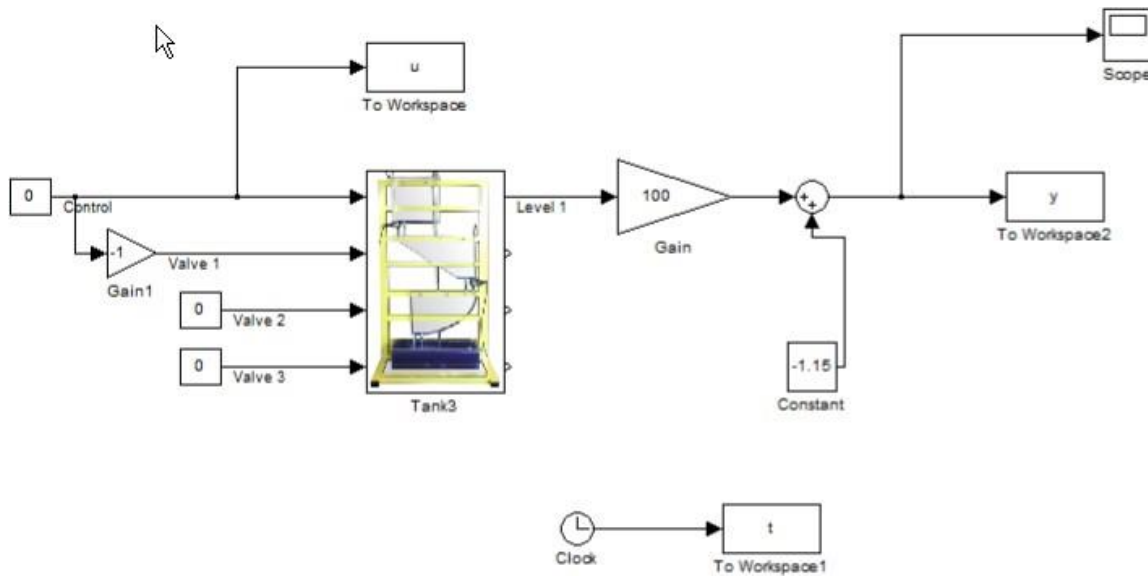 u
To Workspace
Scope
0
Control
Level 1
100
Gain
y
To Workspace2
-1
Valve 1
Gain1
0
Valve 2
0
Valve 3
Tank3
-1.15
Constant
t
Clock
To Workspace1